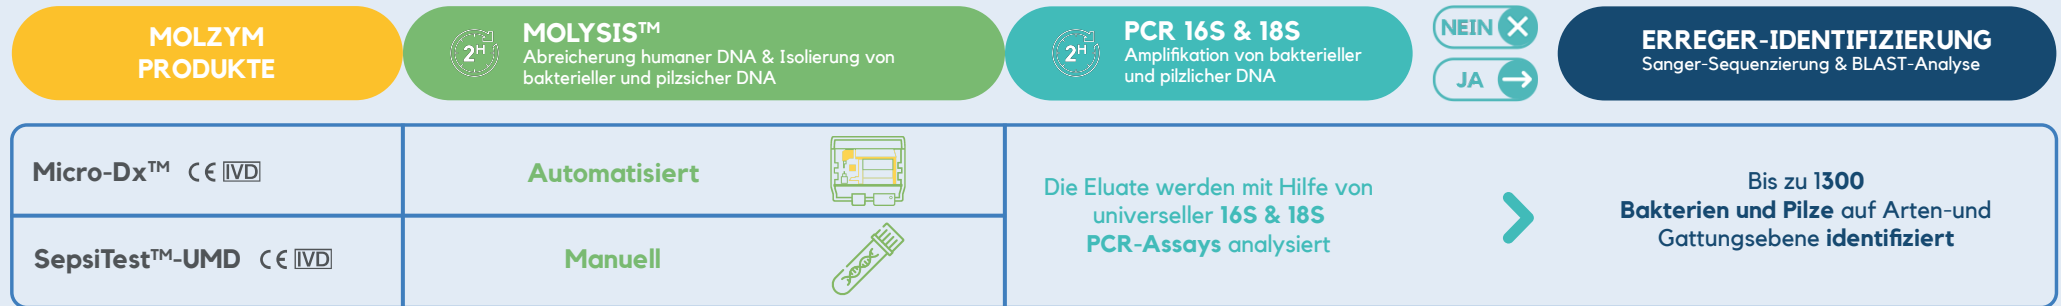 MOLZYM
PRODUKTE
2H
MOLYSIS™
Abreicherung humaner DNA & Isolierung von
bakterieller und pilzsicher DNA
2H
PCR 16S & 18S
Amplifikation von bakterieller
und pilzlicher DNA
NEIN
JA
ERREGER-IDENTIFIZIERUNG
Sanger-Sequenzierung & BLAST-Analyse
Micro-Dx™ CE IVD
Automatisiert
SepsiTest™-UMD CE IVD
Manuell
Die Eluate werden mit Hilfe von
universeller 16S & 18S
PCR-Assays analysiert
Bis zu 1300
Bakterien und Pilze auf Arten-und
Gattungsebene identifiziert